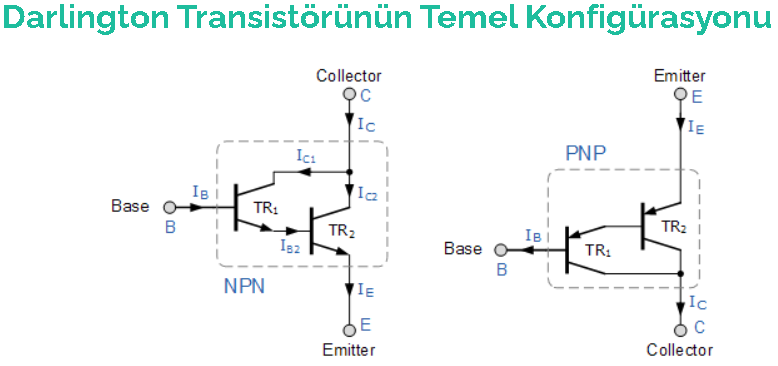 Darlington Transistörünün Temel Konfigürasyonu
Collector
C
IC
IC1
IB
Base
B
TR1
IC2
TR2
IB2
NPN
IE
E
Emitter
Emitter
E
IE
PNP
TR2
IB
Base
B
TR1
IC
C
Collector